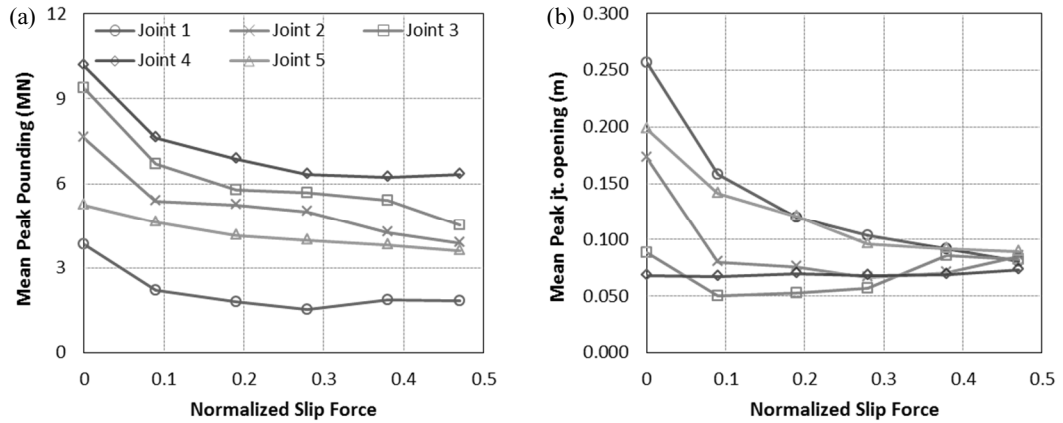 (a)
Mean Peak Pounding (MN)
12
9
6
3
0
Joint 1 Joint 2 Joint 3
Joint 4 Joint 5
0 0.1 0.2 0.3 0.4 0.5
Normalized Slip Force
(b)
Mean Peak jt. opening (m)
0.300
0.250
0.200
0.150
0.100
0.050
0.000
0 0.1 0.2 0.3 0.4 0.5
Normalized Slip Force